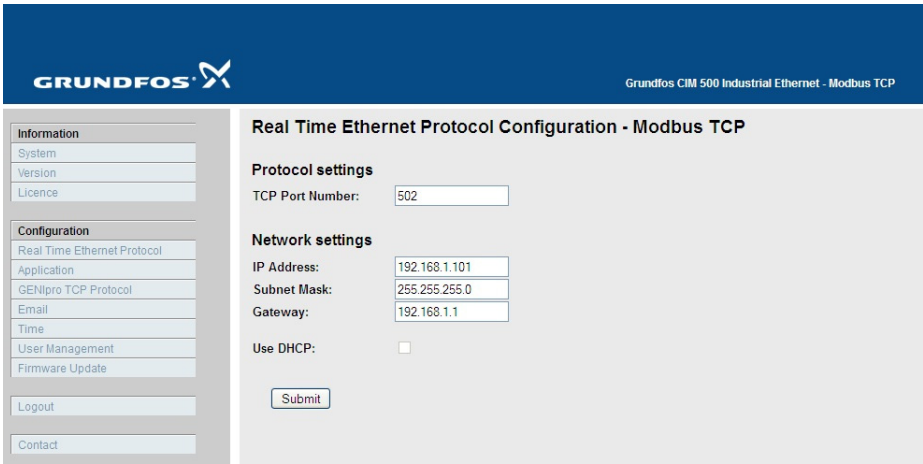 GRUNDFOS
Grundfos CIM 500 Industrial Ethernet - Modbus TCP
Information
System
Version
Licence
Configuration
Real Time Ethernet Protocol
Application
GENIpro TCP Protocol
Email
Time
User Management
Firmware Update
Logout
Contact
Real Time Ethernet Protocol Configuration - Modbus TCP
Protocol settings
TCP Port Number: 502
Network settings
IP Address: 192.168.1.101
Subnet Mask: 255.255.255.0
Gateway: 192.168.1.1
Use DHCP:
Submit